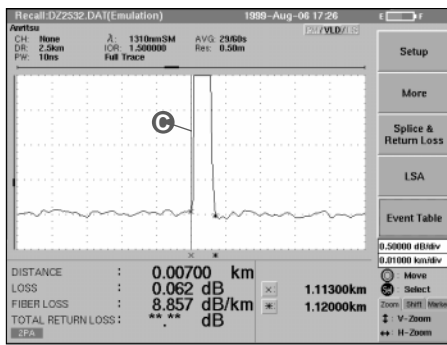 Recall:DZ2532.DAT(Emulation) 1999-Aug-06 17:26 E F
Anritsu
CH: None λ: 1310nmSM AVG: 29/60s
DR: 2.5km IOR: 1.500000 Res: 0.50m
PW: 10ns Full Trace
/VLD/
C
Setup
More
Splice &
Return Loss
LSA
Event Table
0.50000 dB/div
0.01000 km/div
: Move
: Select
Zoom Shift Marker
: V-Zoom
: H-Zoom
× *
DISTANCE : 0.00700 km
LOSS : 0.062 dB × 1.11300km
FIBER LOSS : 8.857 dB/km * 1.12000km
TOTAL RETURN LOSS: **.** dB
2PA